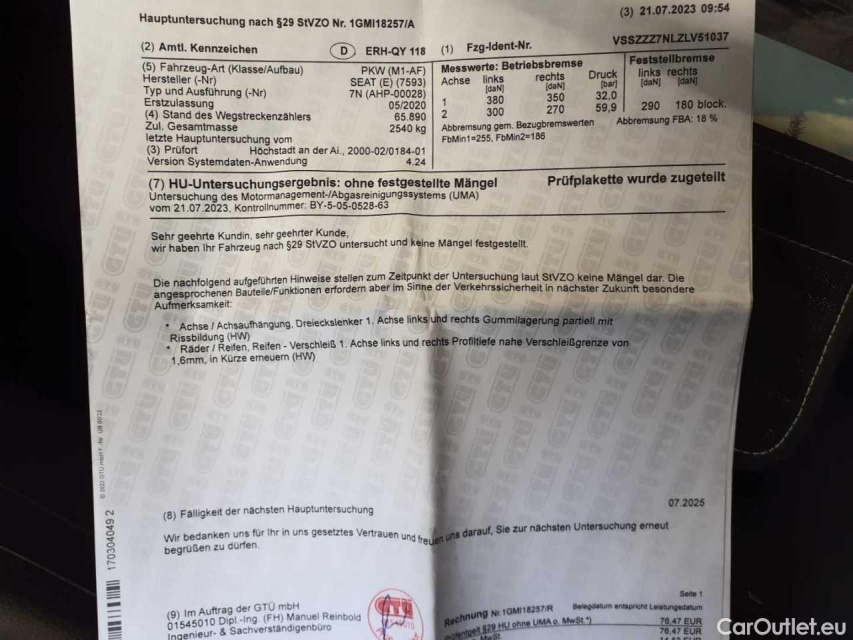 Hauptuntersuchung nach §29 StVZO Nr. 1GMI18257/A
(3) 21.07.2023 09:54
(2) Amtl. Kennzeichen D ERH-QY 118 (1) Fzg-Ident-Nr. VSSZZZ7NLZLV51037
(5) Fahrzeug-Art (Klasse/Aufbau) PKW (M1-AF)
Hersteller (-Nr) SEAT (E) (7593)
Typ und Ausführung (-Nr) 7N (AHP-00028)
Erstzulassung 05/2020
(4) Stand des Wegstreckenzählers 65.890
Zul. Gesamtmasse 2540 kg
letzte Hauptuntersuchung vom
(3) Prüfort Höchstadt an der Ai., 2000-02/0184-01
Version Systemdaten-Anwendung 4.24
Messwerte: Betriebsbremse
Achse links rechts Druck
[daN] [daN] [bar]
1 380 350 32,0
2 300 270 59,9
Abbremsung gem. Bezugbremswerten
FbMin1=255, FbMin2=186
Feststellbremse
links rechts
[daN] [daN]
290 180 block.
Abbremsung FBA: 18 %
(7) HU-Untersuchungsergebnis: ohne festgestellte Mängel Prüfplakette wurde zugeteilt
Untersuchung des Motormanagement-/Abgasreinigungssystems (UMA)
vom 21.07.2023, Kontrollnummer: BY-5-05-0528-63
Sehr geehrte Kundin, sehr geehrter Kunde,
wir haben Ihr Fahrzeug nach §29 StVZO untersucht und keine Mängel festgestellt.
Die nachfolgend aufgeführten Hinweise stellen zum Zeitpunkt der Untersuchung laut StVZO keine Mängel dar. Die
angesprochenen Bauteile/Funktionen erfordern aber im Sinne der Verkehrssicherheit in nächster Zukunft besondere
Aufmerksamkeit:
* Achse / Achsaufhängung, Dreieckslenker 1. Achse links und rechts Gummilagerung partiell mit
Rissbildung (HW)
* Räder / Reifen, Reifen - Verschleiß 1. Achse links und rechts Profiltiefe nahe Verschleißgrenze von
1,6mm, in Kürze erneuern (HW)
07.2025
(8) Fälligkeit der nächsten Hauptuntersuchung
Wir bedanken uns für Ihr in uns gesetztes Vertrauen und freuen uns darauf, Sie zur nächsten Untersuchung erneut
begrüßen zu dürfen.
170304049 2
Seite 1
(9) Im Auftrag der GTÜ mbH
01545010 Dipl.-Ing. (FH) Manuel Reinbold
Ingenieur- & Sachverständigenbüro
GTÜ
Rechnung Nr.1GMI18257/R Belegdatum entspricht Leistungsdatum
§29 HU ohne UMA o. MwSt.*) 76,47 EUR
MwSt. 76,47 EUR
CarOutlet.eu